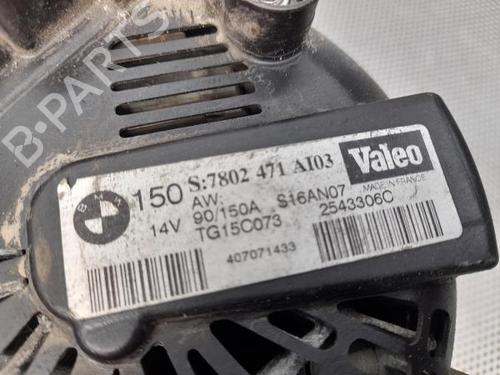 B-PARTS
150 S:7802 471 AI03 Valeo
AW: S16AN07 MADE IN FRANCE
14V 90/150A 2543306C
TG15C073
407071433